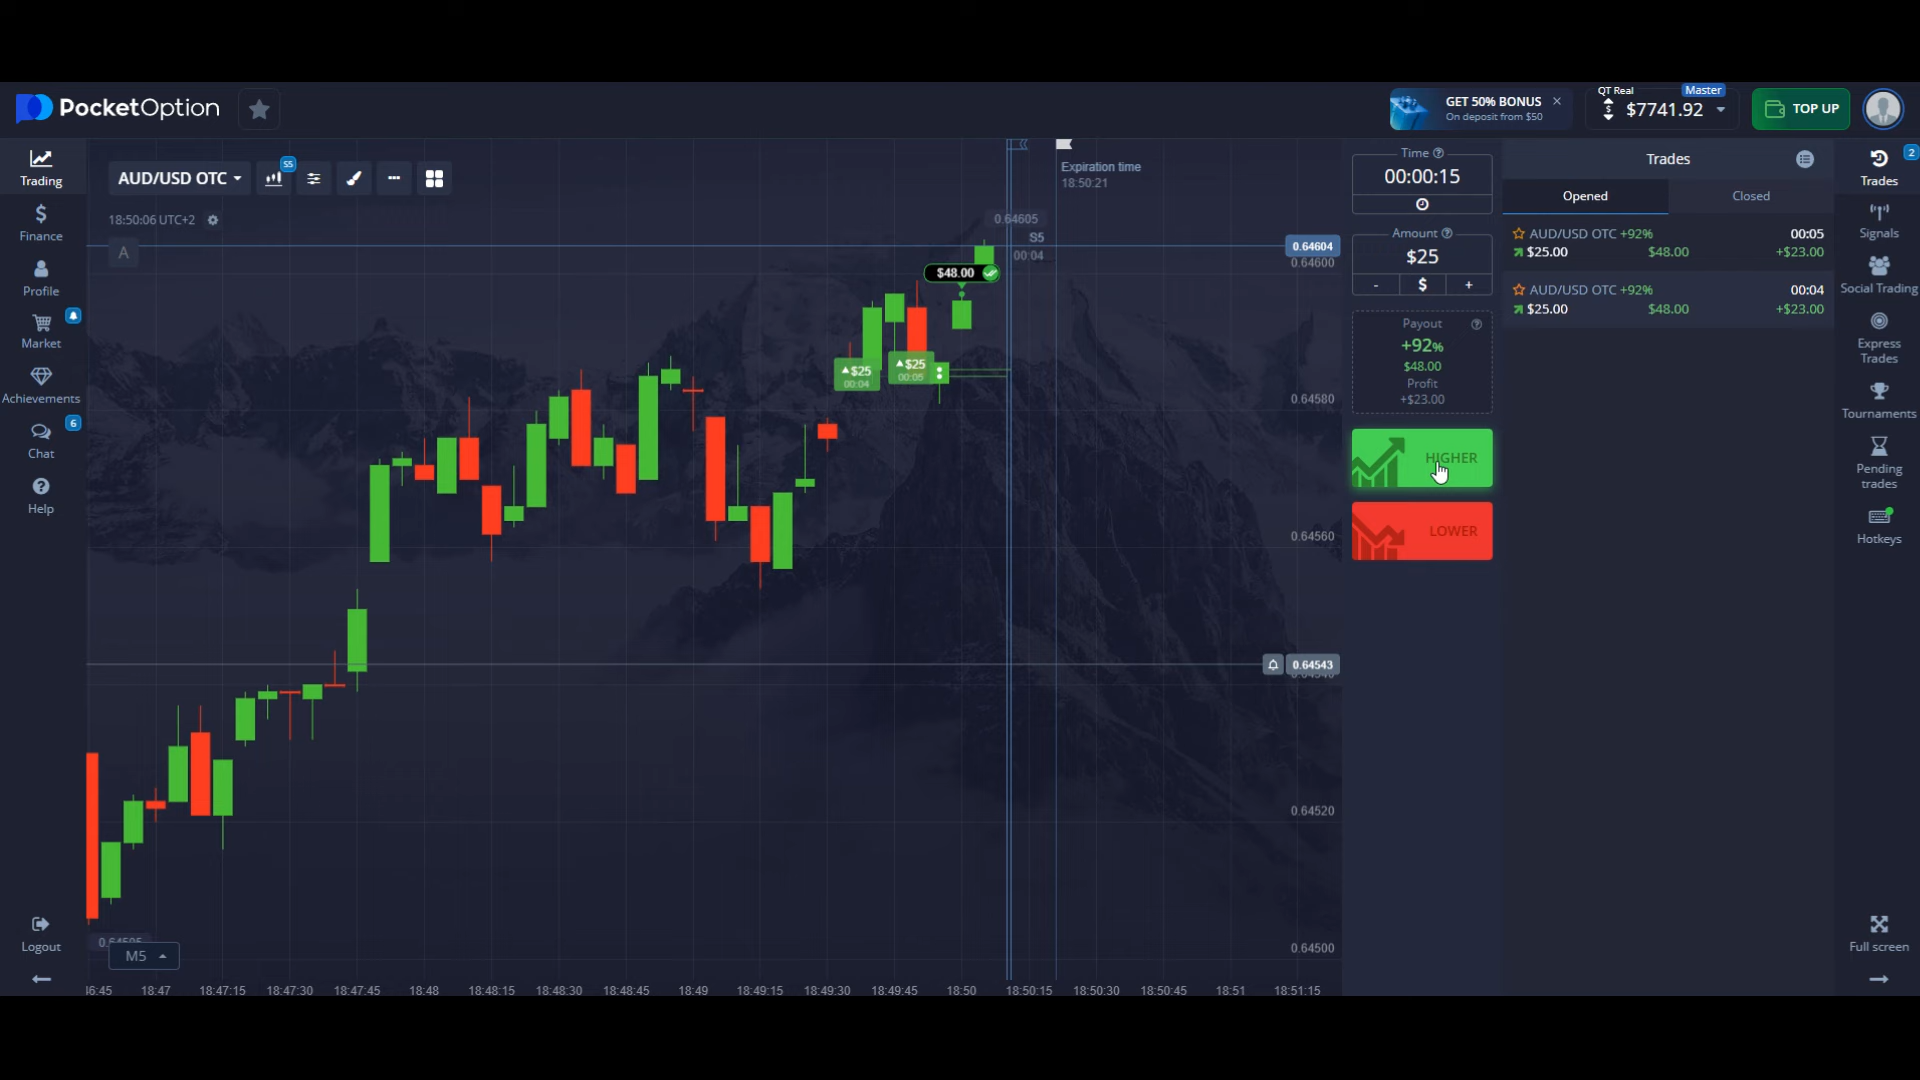 PocketOption
GET 50% BONUS
On deposit from $50
QT Real
Master
$7741.92
TOP UP
Trading
Finance
Profile
Market
Achievements
6
Chat
Help
Logout
AUD/USD OTC
S5
18:50:06 UTC+2
A
Expiration time
18:50:21
0.64605
S5
00:04
$48.00
$25
00:04
$25
00:05
0.64604
0.64600
0.64580
0.64560
0.64543
0.64520
0.64500
M5
18:47
18:47:15
18:47:30
18:47:45
18:48
18:48:15
18:48:30
18:48:45
18:49
18:49:15
18:49:30
18:49:45
18:50
18:50:15
18:50:30
18:50:45
18:51
18:51:15
Time
00:00:15
Amount
$25
- $ +
Payout
+92%
$48.00
Profit
+$23.00
HIGHER
LOWER
Trades
Opened Closed
AUD/USD OTC +92% 00:05
$25.00 $48.00 +$23.00
AUD/USD OTC +92% 00:04
$25.00 $48.00 +$23.00
2
Trades
Signals
Social Trading
Express
Trades
Tournaments
Pending
trades
Hotkeys
Full screen